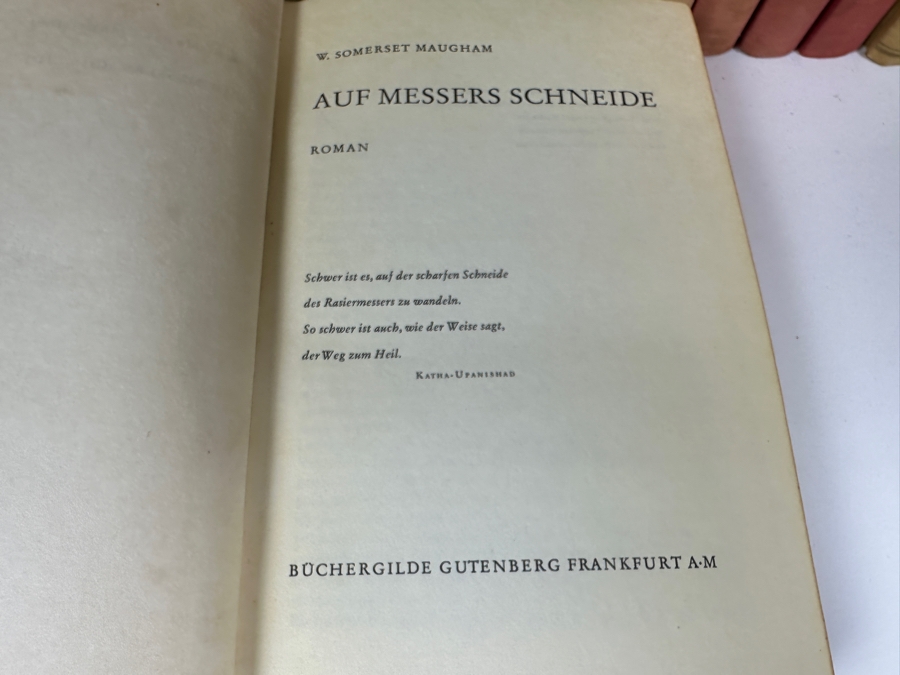 W. SOMERSET MAUGHAM
AUF MESSERS SCHNEIDE
ROMAN
Schwer ist es, auf der scharfen Schneide
des Rasiermessers zu wandeln.
So schwer ist auch, wie der Weise sagt,
der Weg zum Heil.
KATHA-UPANISHAD
BÜCHERGILDE GUTENBERG FRANKFURT A·M